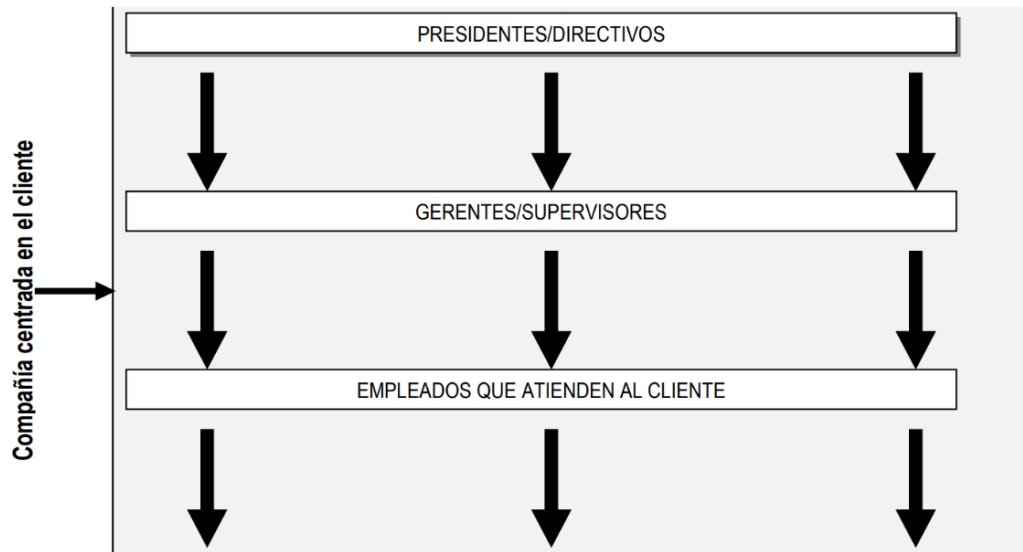 PRESIDENTES/DIRECTIVOS
Compañía centrada en el cliente
GERENTES/SUPERVISORES
EMPLEADOS QUE ATIENDEN AL CLIENTE